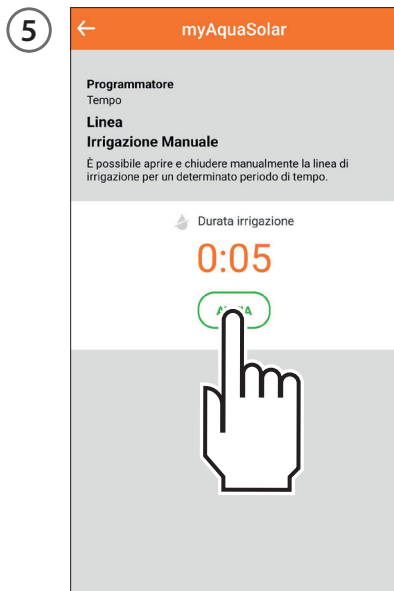 5
myAquaSolar
Programmatore
Tempo
Linea
Irrigazione Manuale
È possibile aprire e chiudere manualmente la linea di
irrigazione per un determinato periodo di tempo.
Durata irrigazione
0:05